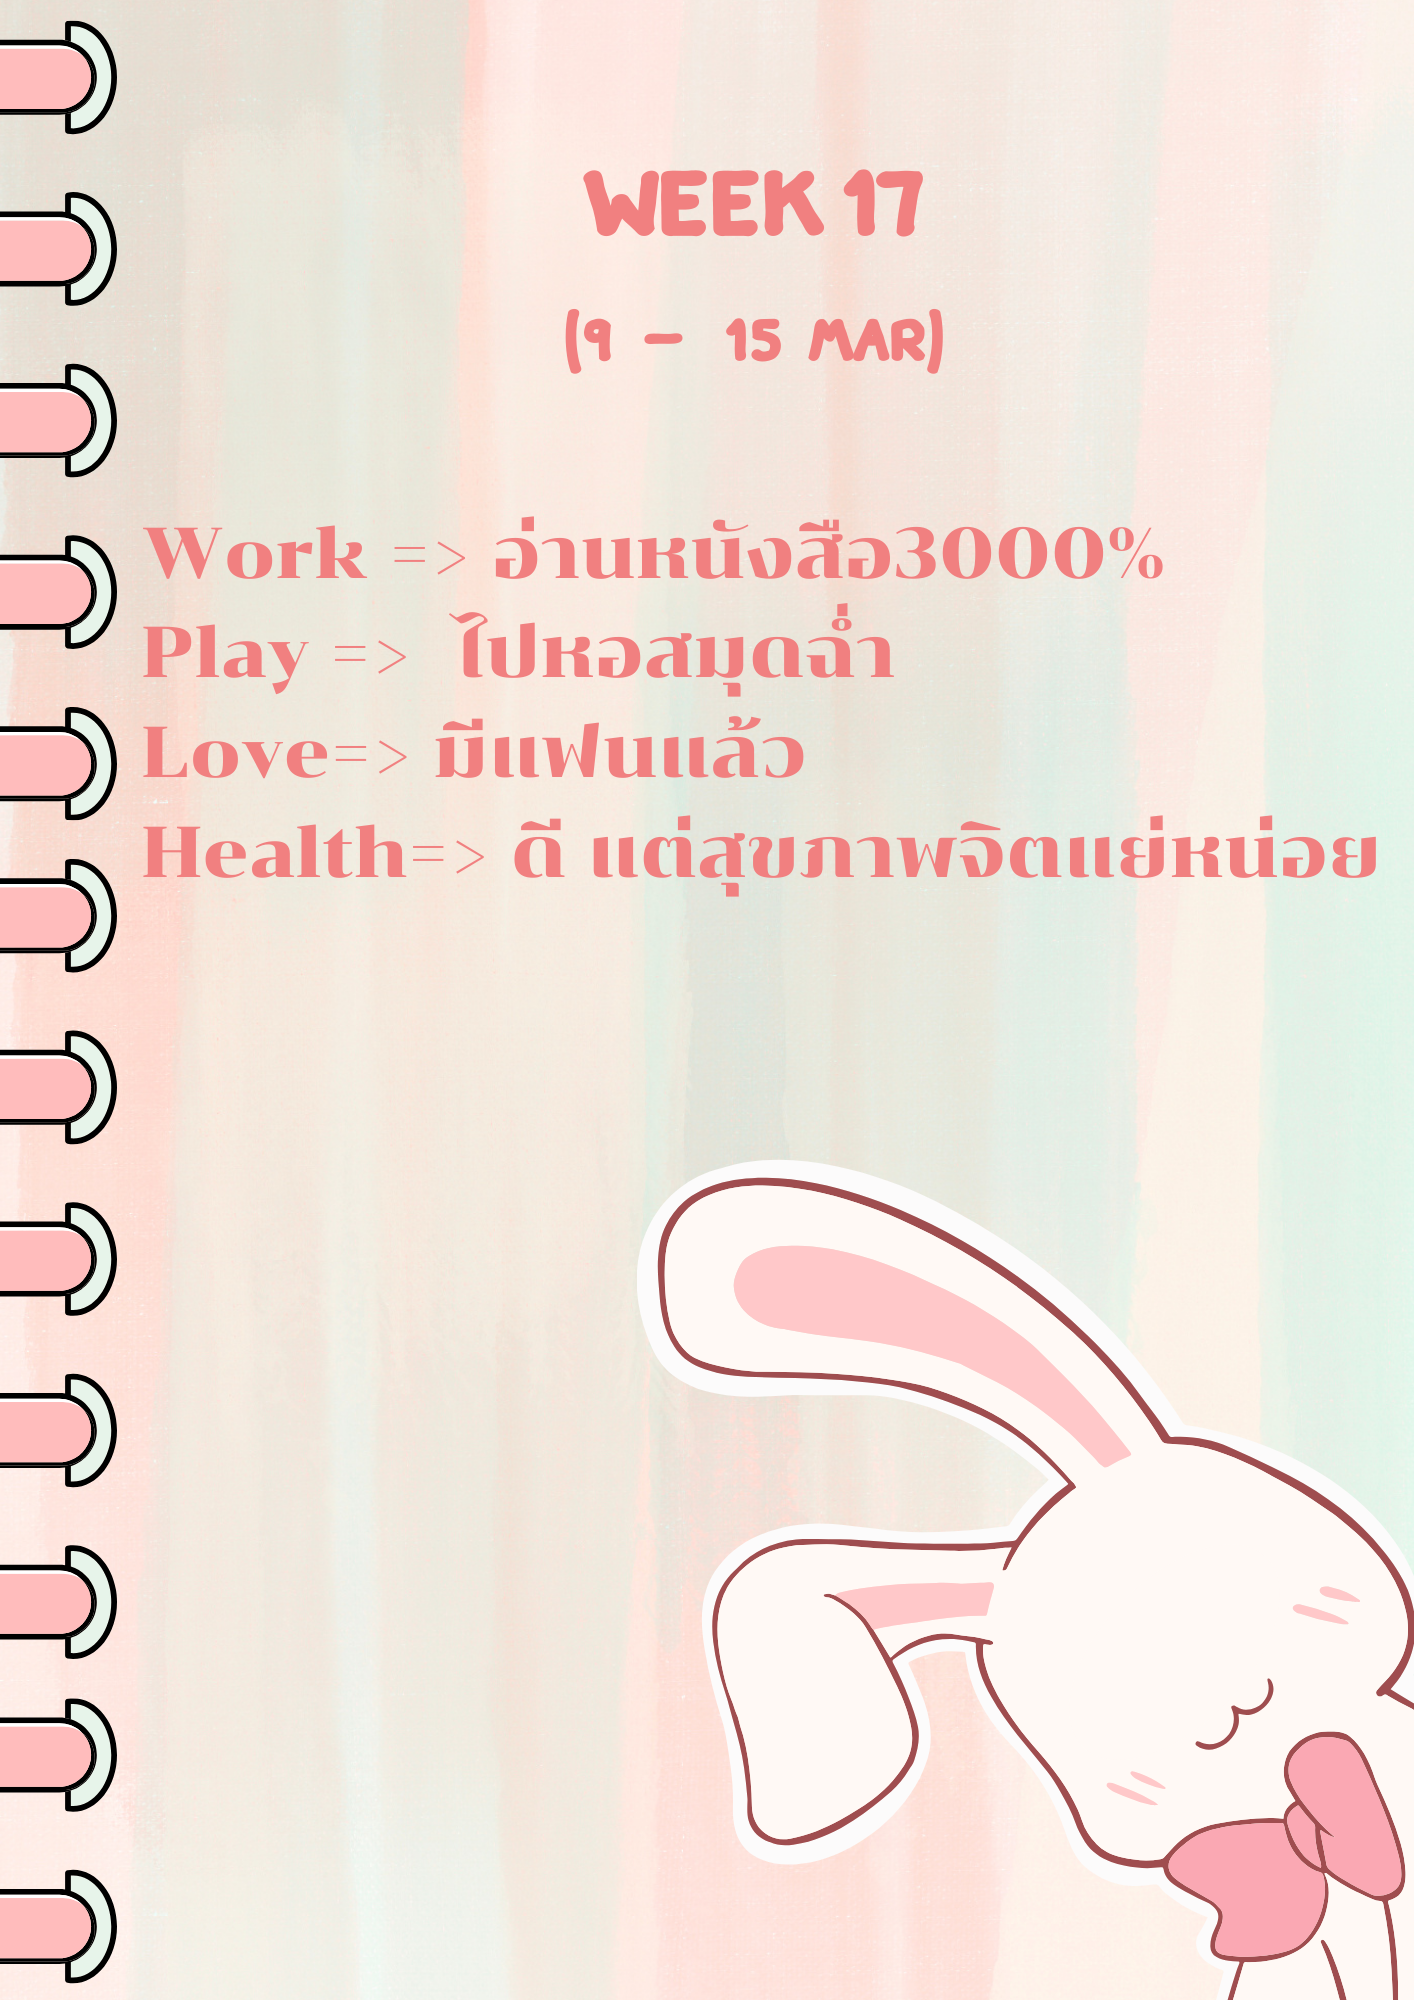 WEEK 17
(9 - 15 MAR)
Work => อ่านหนังสือ3000%
Play => ไปหอสมุดฉ่ำ
Love=> มีแฟนแล้ว
Health=> ดี แต่สุขภาพจิตแย่หน่อย